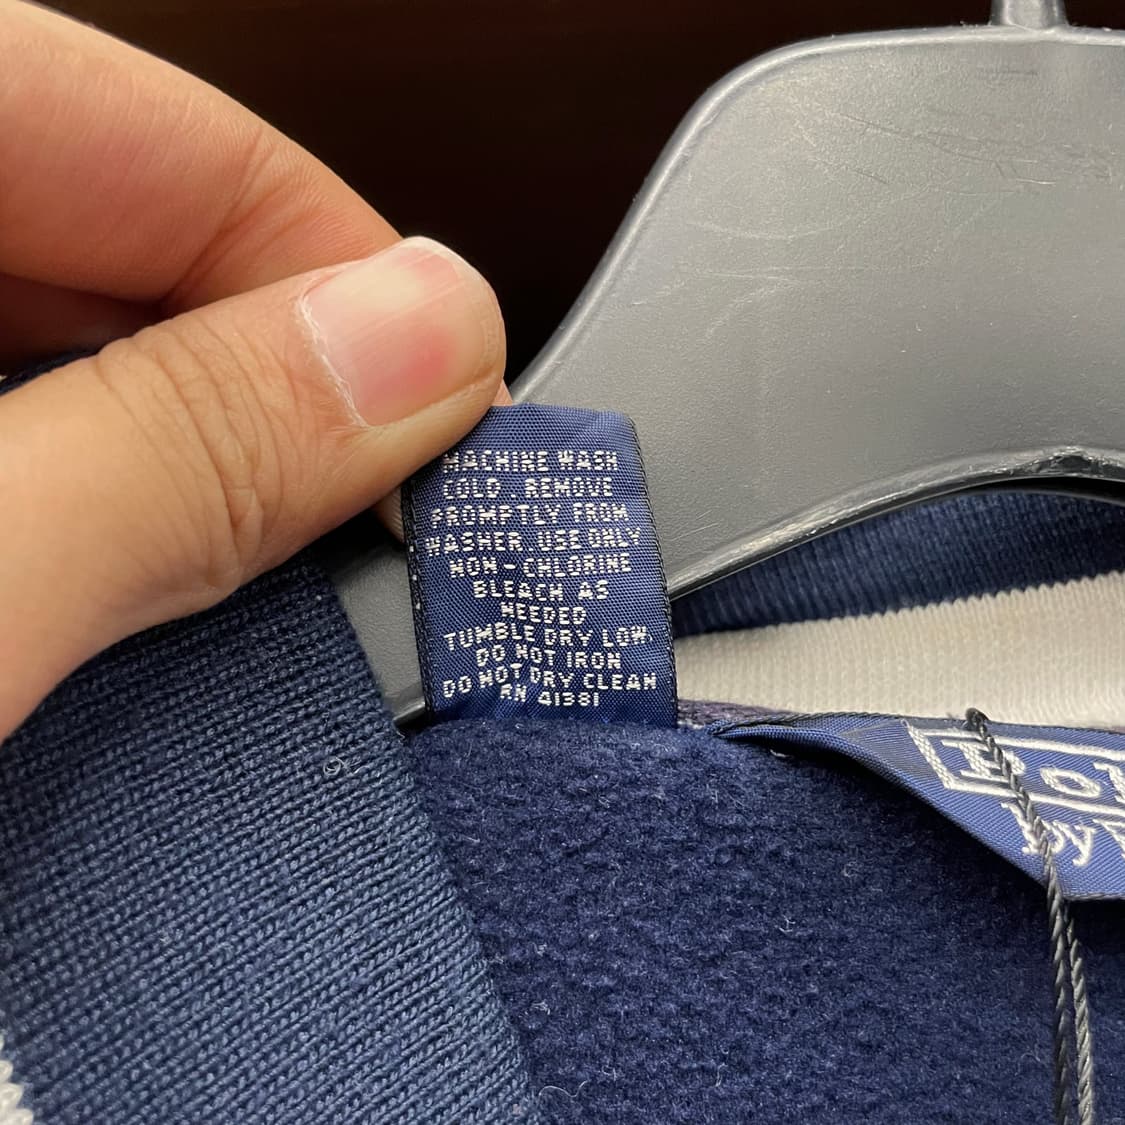 MACHINE WASH
COLD. REMOVE
PROMPTLY FROM
WASHER. USE ONLY
NON-CHLORINE
BLEACH AS
NEEDED
TUMBLE DRY LOW.
DO NOT IRON
DO NOT DRY CLEAN
RN 41381
by